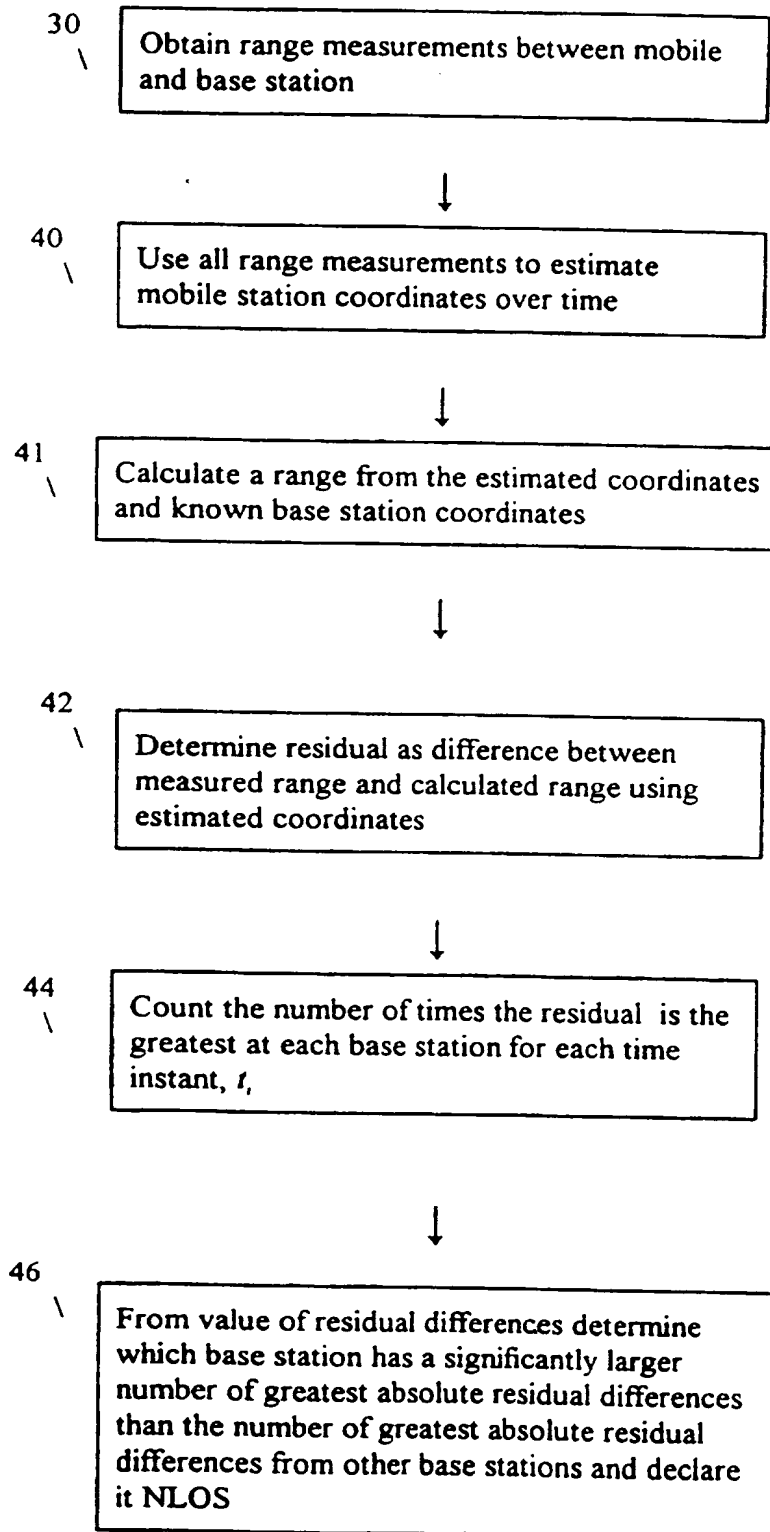 30
Obtain range measurements between mobile
and base station
40
Use all range measurements to estimate
mobile station coordinates over time
41
Calculate a range from the estimated coordinates
and known base station coordinates
42
Determine residual as difference between
measured range and calculated range using
estimated coordinates
44
Count the number of times the residual is the
greatest at each base station for each time
instant, tᵢ
46
From value of residual differences determine
which base station has a significantly larger
number of greatest absolute residual differences
than the number of greatest absolute residual
differences from other base stations and declare
it NLOS